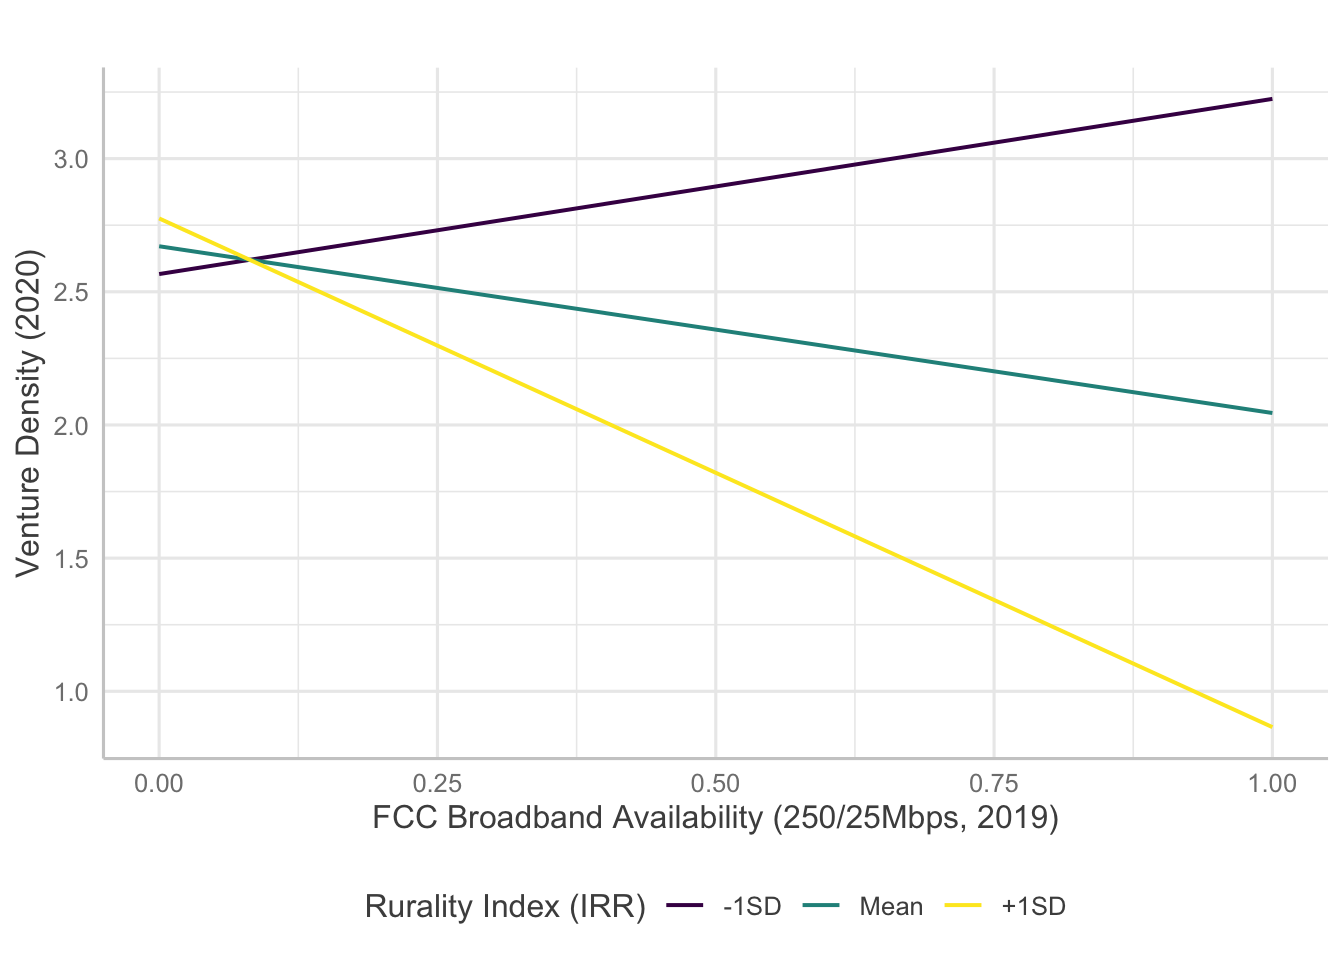 Venture Density (2020)
3.0
2.5
2.0
1.5
1.0
0.00 0.25 0.50 0.75 1.00
FCC Broadband Availability (250/25Mbps, 2019)
Rurality Index (IRR) -1SD Mean +1SD